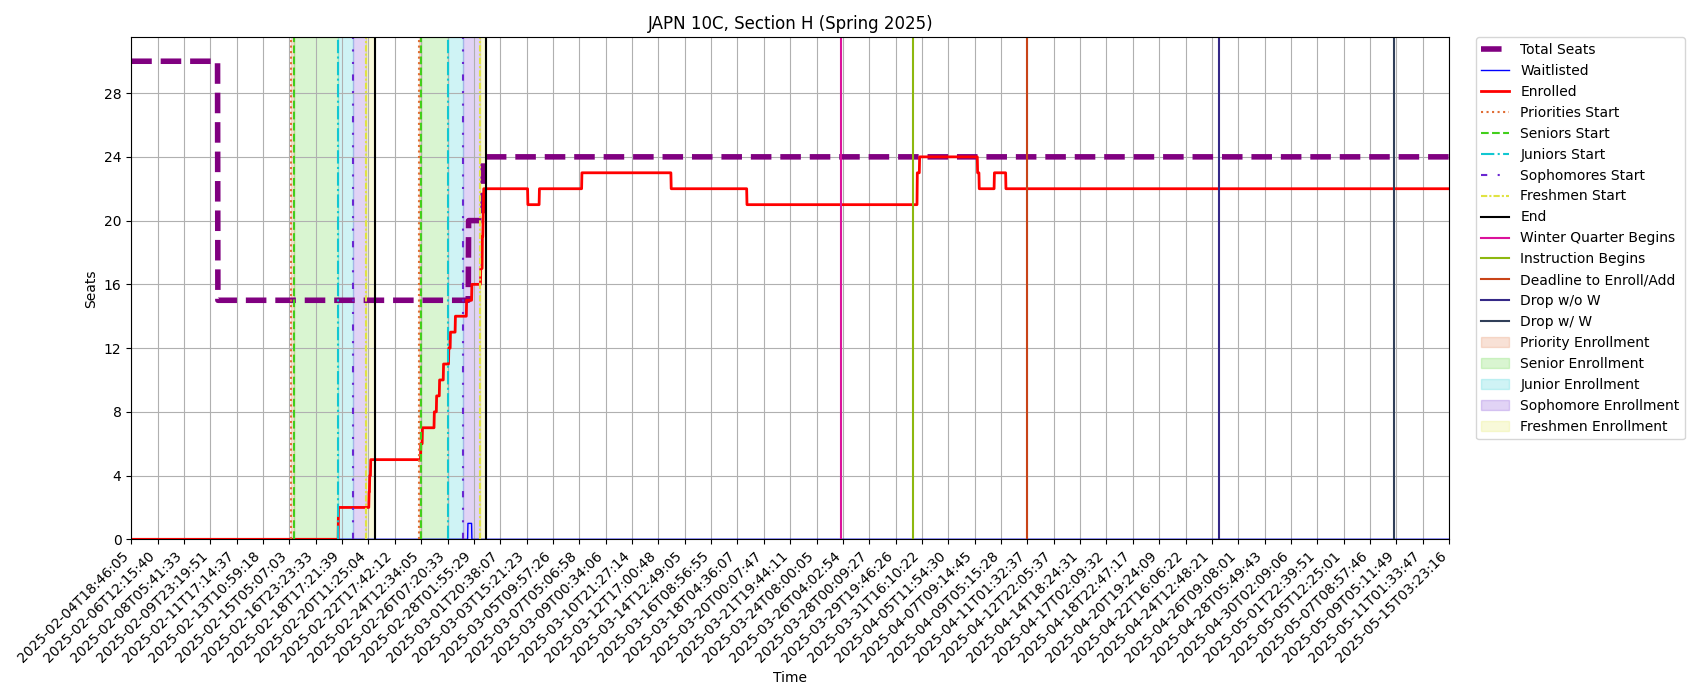 JAPN 10C, Section H (Spring 2025)
Seats
28
24
20
16
12
8
4
0
2025-02-04T18:46:05
2025-02-06T12:15:40
2025-02-08T05:41:33
2025-02-09T23:19:51
2025-02-11T17:14:37
2025-02-13T10:59:18
2025-02-15T05:07:03
2025-02-16T23:23:33
2025-02-18T17:21:39
2025-02-20T11:25:04
2025-02-22T17:42:12
2025-02-24T12:34:05
2025-02-26T07:20:33
2025-02-28T01:55:29
2025-03-01T20:38:07
2025-03-03T15:21:23
2025-03-05T09:57:26
2025-03-07T05:06:58
2025-03-09T00:34:06
2025-03-10T21:27:14
2025-03-12T17:00:48
2025-03-14T12:49:05
2025-03-16T08:56:55
2025-03-18T04:36:07
2025-03-20T00:07:47
2025-03-21T19:44:11
2025-03-24T08:00:05
2025-03-26T04:02:54
2025-03-28T00:09:27
2025-03-29T19:46:26
2025-03-31T16:10:22
2025-04-05T11:54:30
2025-04-07T09:14:45
2025-04-09T05:15:28
2025-04-11T01:32:37
2025-04-12T22:05:37
2025-04-14T18:24:31
2025-04-17T02:09:32
2025-04-18T22:47:17
2025-04-20T19:24:09
2025-04-22T16:06:22
2025-04-24T12:48:21
2025-04-26T09:08:01
2025-04-28T05:49:43
2025-04-30T02:09:06
2025-05-01T22:39:51
2025-05-05T12:25:01
2025-05-07T08:57:46
2025-05-09T05:11:49
2025-05-11T01:33:47
2025-05-15T03:23:16
Time
Total Seats
Waitlisted
Enrolled
Priorities Start
Seniors Start
Juniors Start
Sophomores Start
Freshmen Start
End
Winter Quarter Begins
Instruction Begins
Deadline to Enroll/Add
Drop w/o W
Drop w/ W
Priority Enrollment
Senior Enrollment
Junior Enrollment
Sophomore Enrollment
Freshmen Enrollment